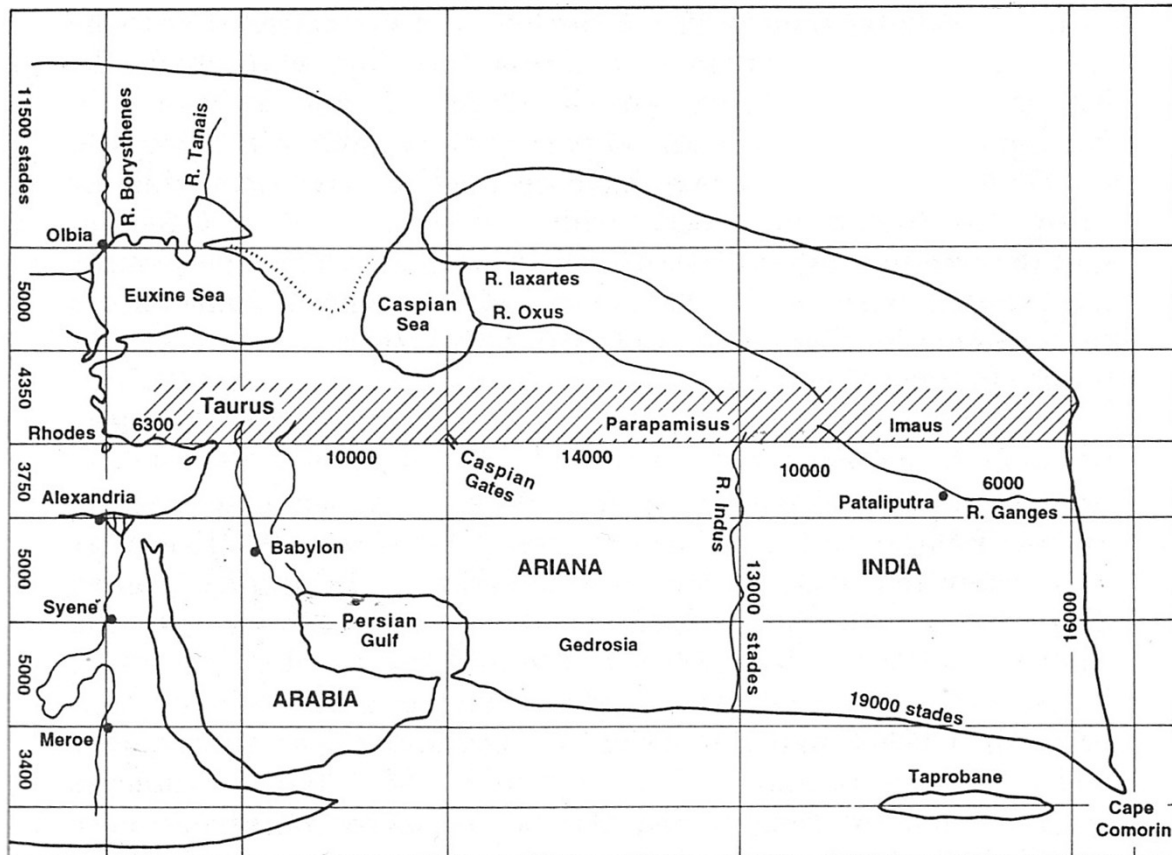 11500 stades
R. Borysthenes
R. Tanais
Olbia
5000
Euxine Sea
Caspian
Sea
R. Iaxartes
R. Oxus
4350
Taurus
6300
Rhodes
Parapamisus
Imaus
10000
Caspian
Gates
14000
10000
6000
3750
Alexandria
Pataliputra
R. Ganges
R. Indus
5000
Babylon
ARIANA
INDIA
13000 stades
16000
Syene
Persian
Gulf
Gedrosia
5000
ARABIA
19000 stades
Meroe
3400
Taprobane
Cape
Comorin